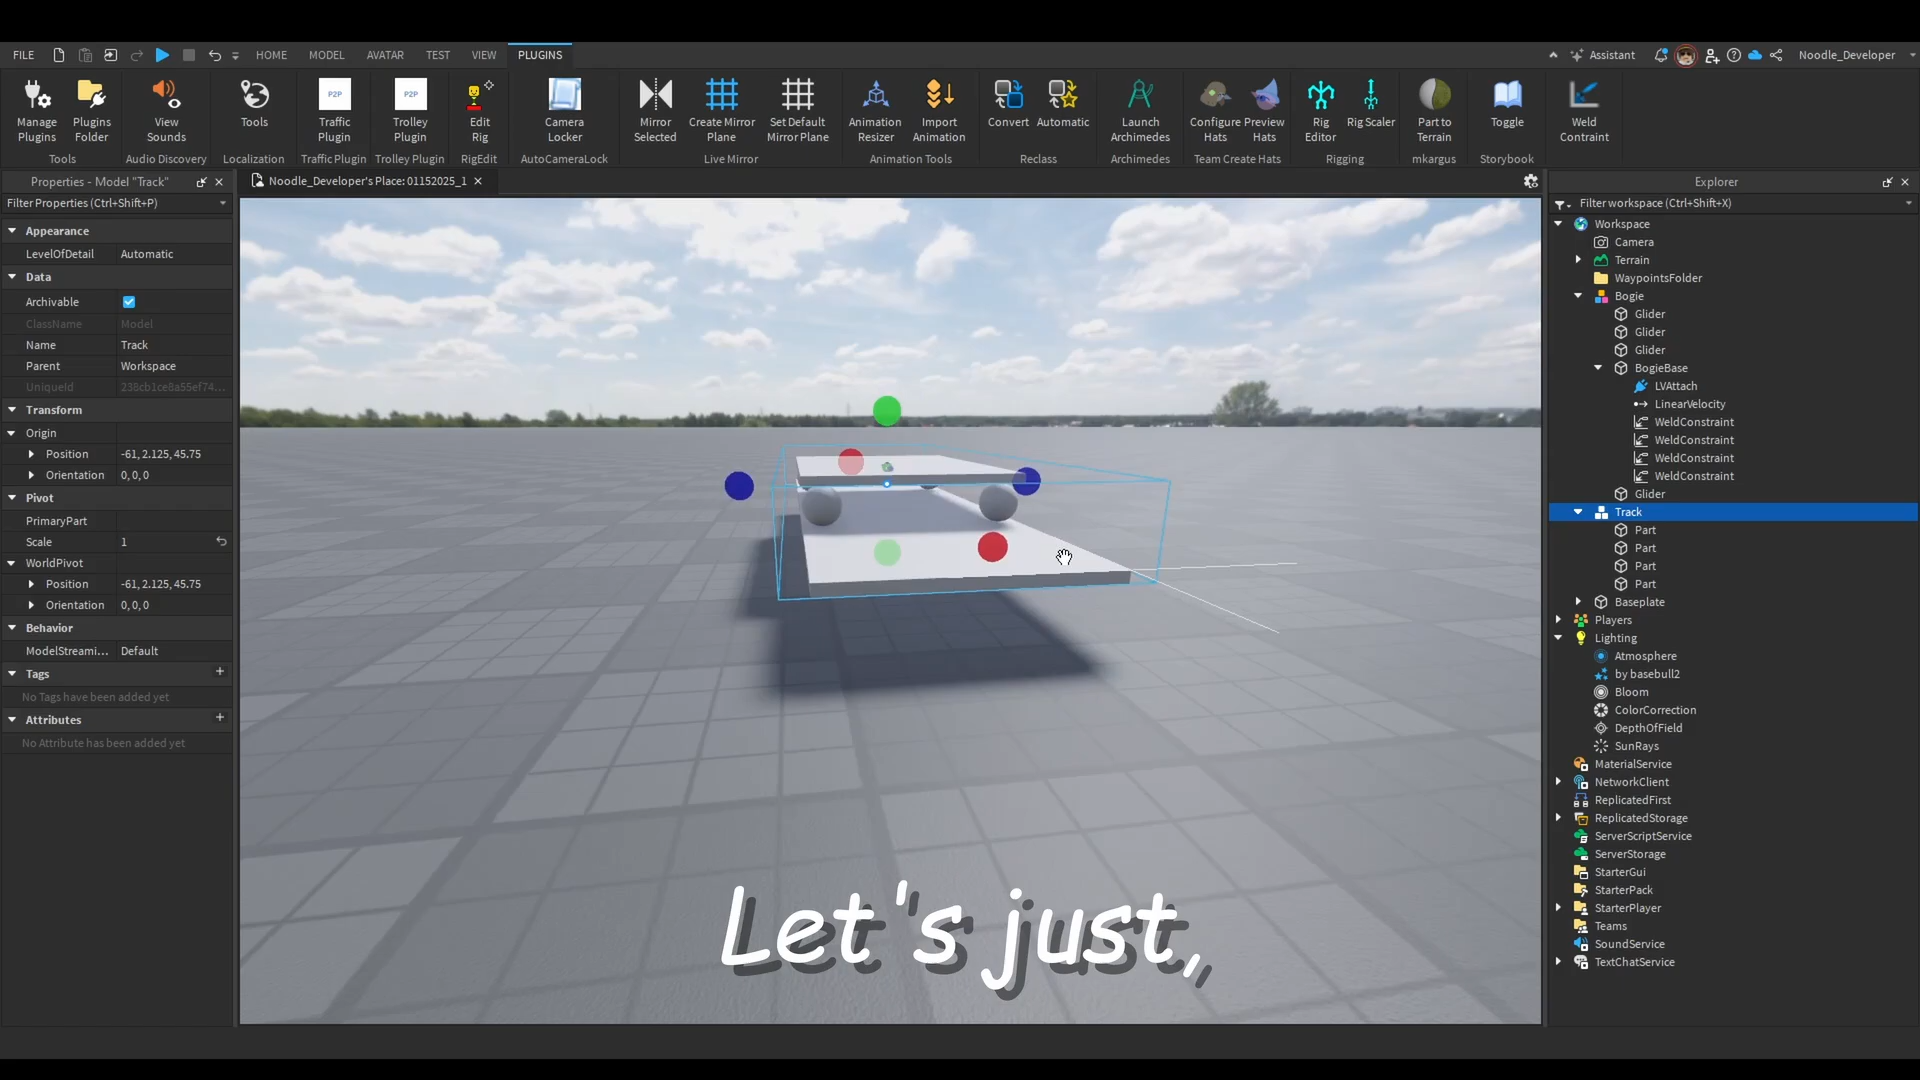 FILE HOME MODEL AVATAR TEST VIEW PLUGINS Assistant Noodle_Developer
Manage Plugins Plugins Folder View Sounds Tools P2P Traffic Plugin P2P Trolley Plugin Edit Rig Camera Locker Mirror Selected Create Mirror Plane Set Default Mirror Plane Animation Resizer Import Animation Convert Automatic Launch Archimedes Configure Hats Preview Hats Rig Editor Rig Scaler Part to Terrain Toggle Weld Constraint
Tools Audio Discovery Localization Traffic Plugin Trolley Plugin RigEdit AutoCameraLock Live Mirror Animation Tools Reclass Archimedes Team Create Hats Rigging mkargus Storybook
Properties - Model "Track"
Filter Properties (Ctrl+Shift+P)
Appearance
LevelOfDetail Automatic
Data
Archivable
ClassName Model
Name Track
Parent Workspace
UniqueId 238cb1ce8a55ef74...
Transform
Origin
Position -61, 2.125, 45.75
Orientation 0, 0, 0
Pivot
PrimaryPart
Scale 1
WorldPivot
Position -61, 2.125, 45.75
Orientation 0, 0, 0
Behavior
ModelStreami... Default
Tags
No Tags have been added yet
Attributes
No Attribute has been added yet
Noodle_Developer's Place: 01152025_1
Let's just,
Explorer
Filter workspace (Ctrl+Shift+X)
Workspace
Camera
Terrain
WaypointsFolder
Bogie
Glider
Glider
Glider
BogieBase
LVAttach
LinearVelocity
WeldConstraint
WeldConstraint
WeldConstraint
WeldConstraint
Glider
Track
Part
Part
Part
Part
Baseplate
Players
Lighting
Atmosphere
by basebull2
Bloom
ColorCorrection
DepthOfField
SunRays
MaterialService
NetworkClient
ReplicatedFirst
ReplicatedStorage
ServerScriptService
ServerStorage
StarterGui
StarterPack
StarterPlayer
Teams
SoundService
TextChatService